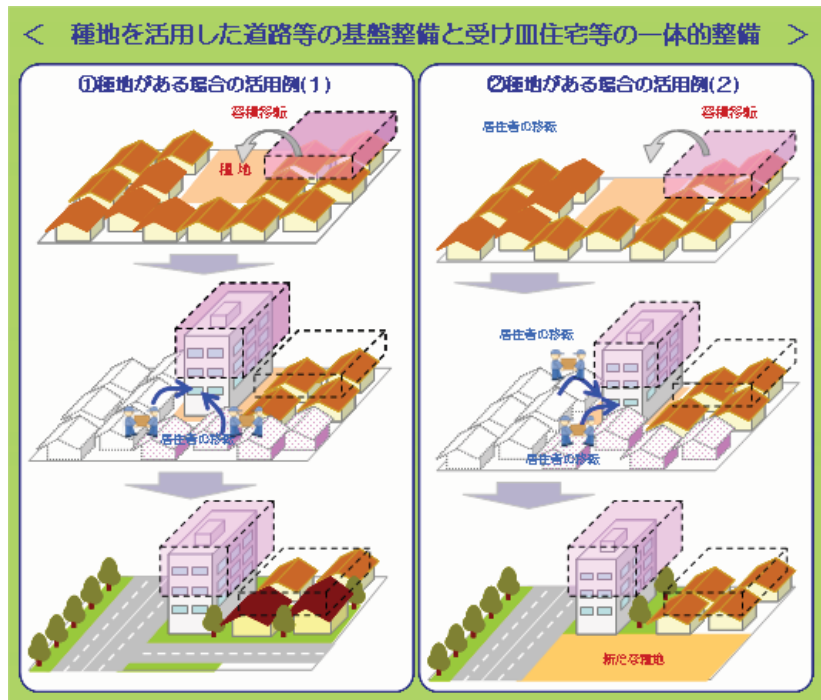 ＜ 種地を活用した道路等の基盤整備と受け皿住宅等の一体的整備 ＞
①種地がある場合の活用例(1)
容積移転
種地
居住者の移転
②種地がある場合の活用例(2)
居住者の移転
容積移転
居住者の移転
居住者の移転
新たな種地